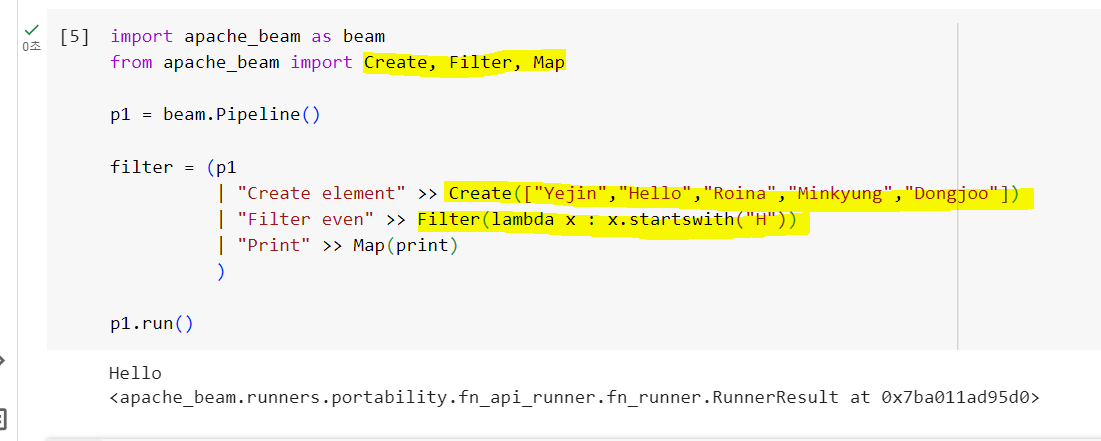 [5] import apache_beam as beam
0초 from apache_beam import Create, Filter, Map
p1 = beam.Pipeline()
filter = (p1
| "Create element" >> Create(["Yejin","Hello","Roina","Minkyung","Dongjoo"])
| "Filter even" >> Filter(lambda x : x.startswith("H"))
| "Print" >> Map(print)
)
p1.run()
Hello
<apache_beam.runners.portability.fn_api_runner.fn_runner.RunnerResult at 0x7ba011ad95d0>